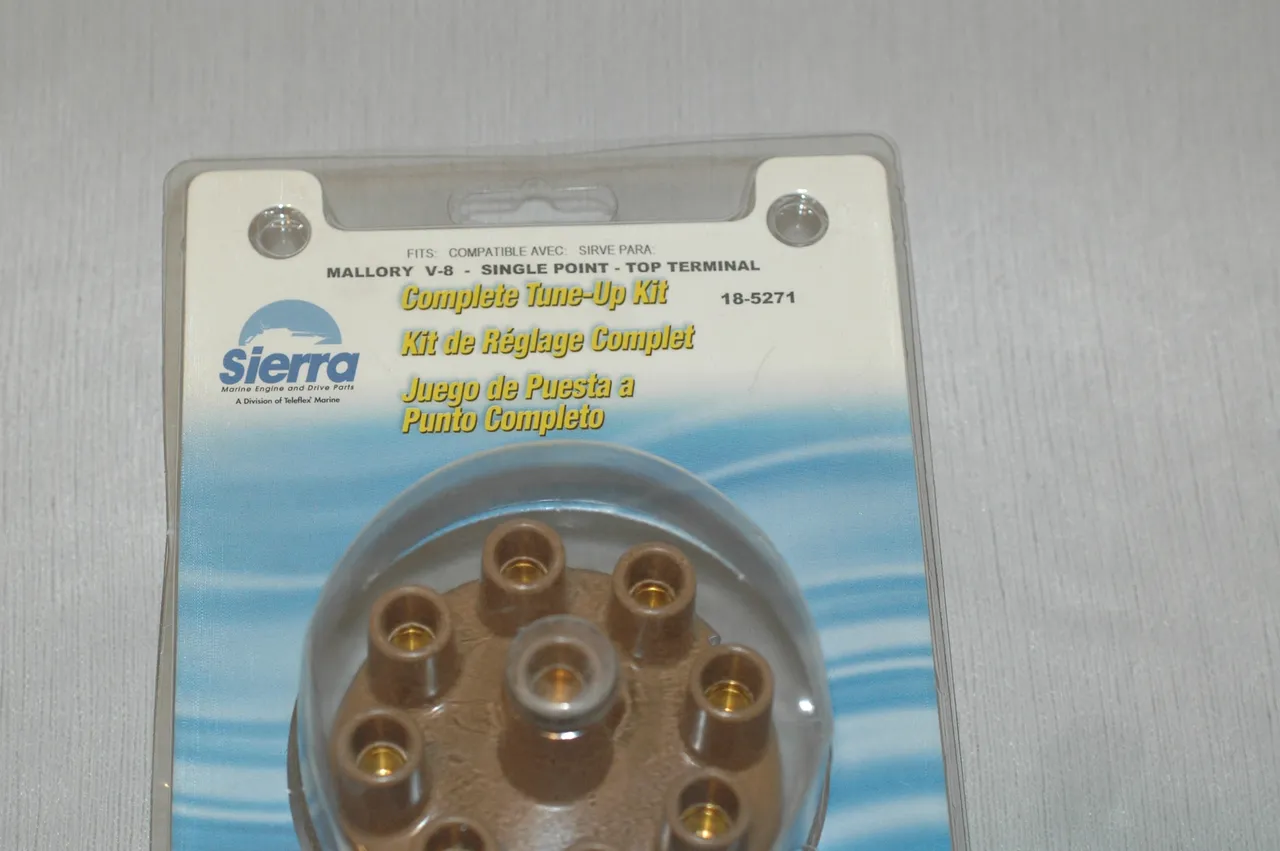 FITS: COMPATIBLE AVEC: SIRVE PARA:
MALLORY V-8 - SINGLE POINT - TOP TERMINAL
Complete Tune-Up Kit 18-5271
Kit de Réglage Complet
Juego de Puesta a
Punto Completo
Sierra
Marine Engine and Drive Parts
A Division of Teleflex® Marine